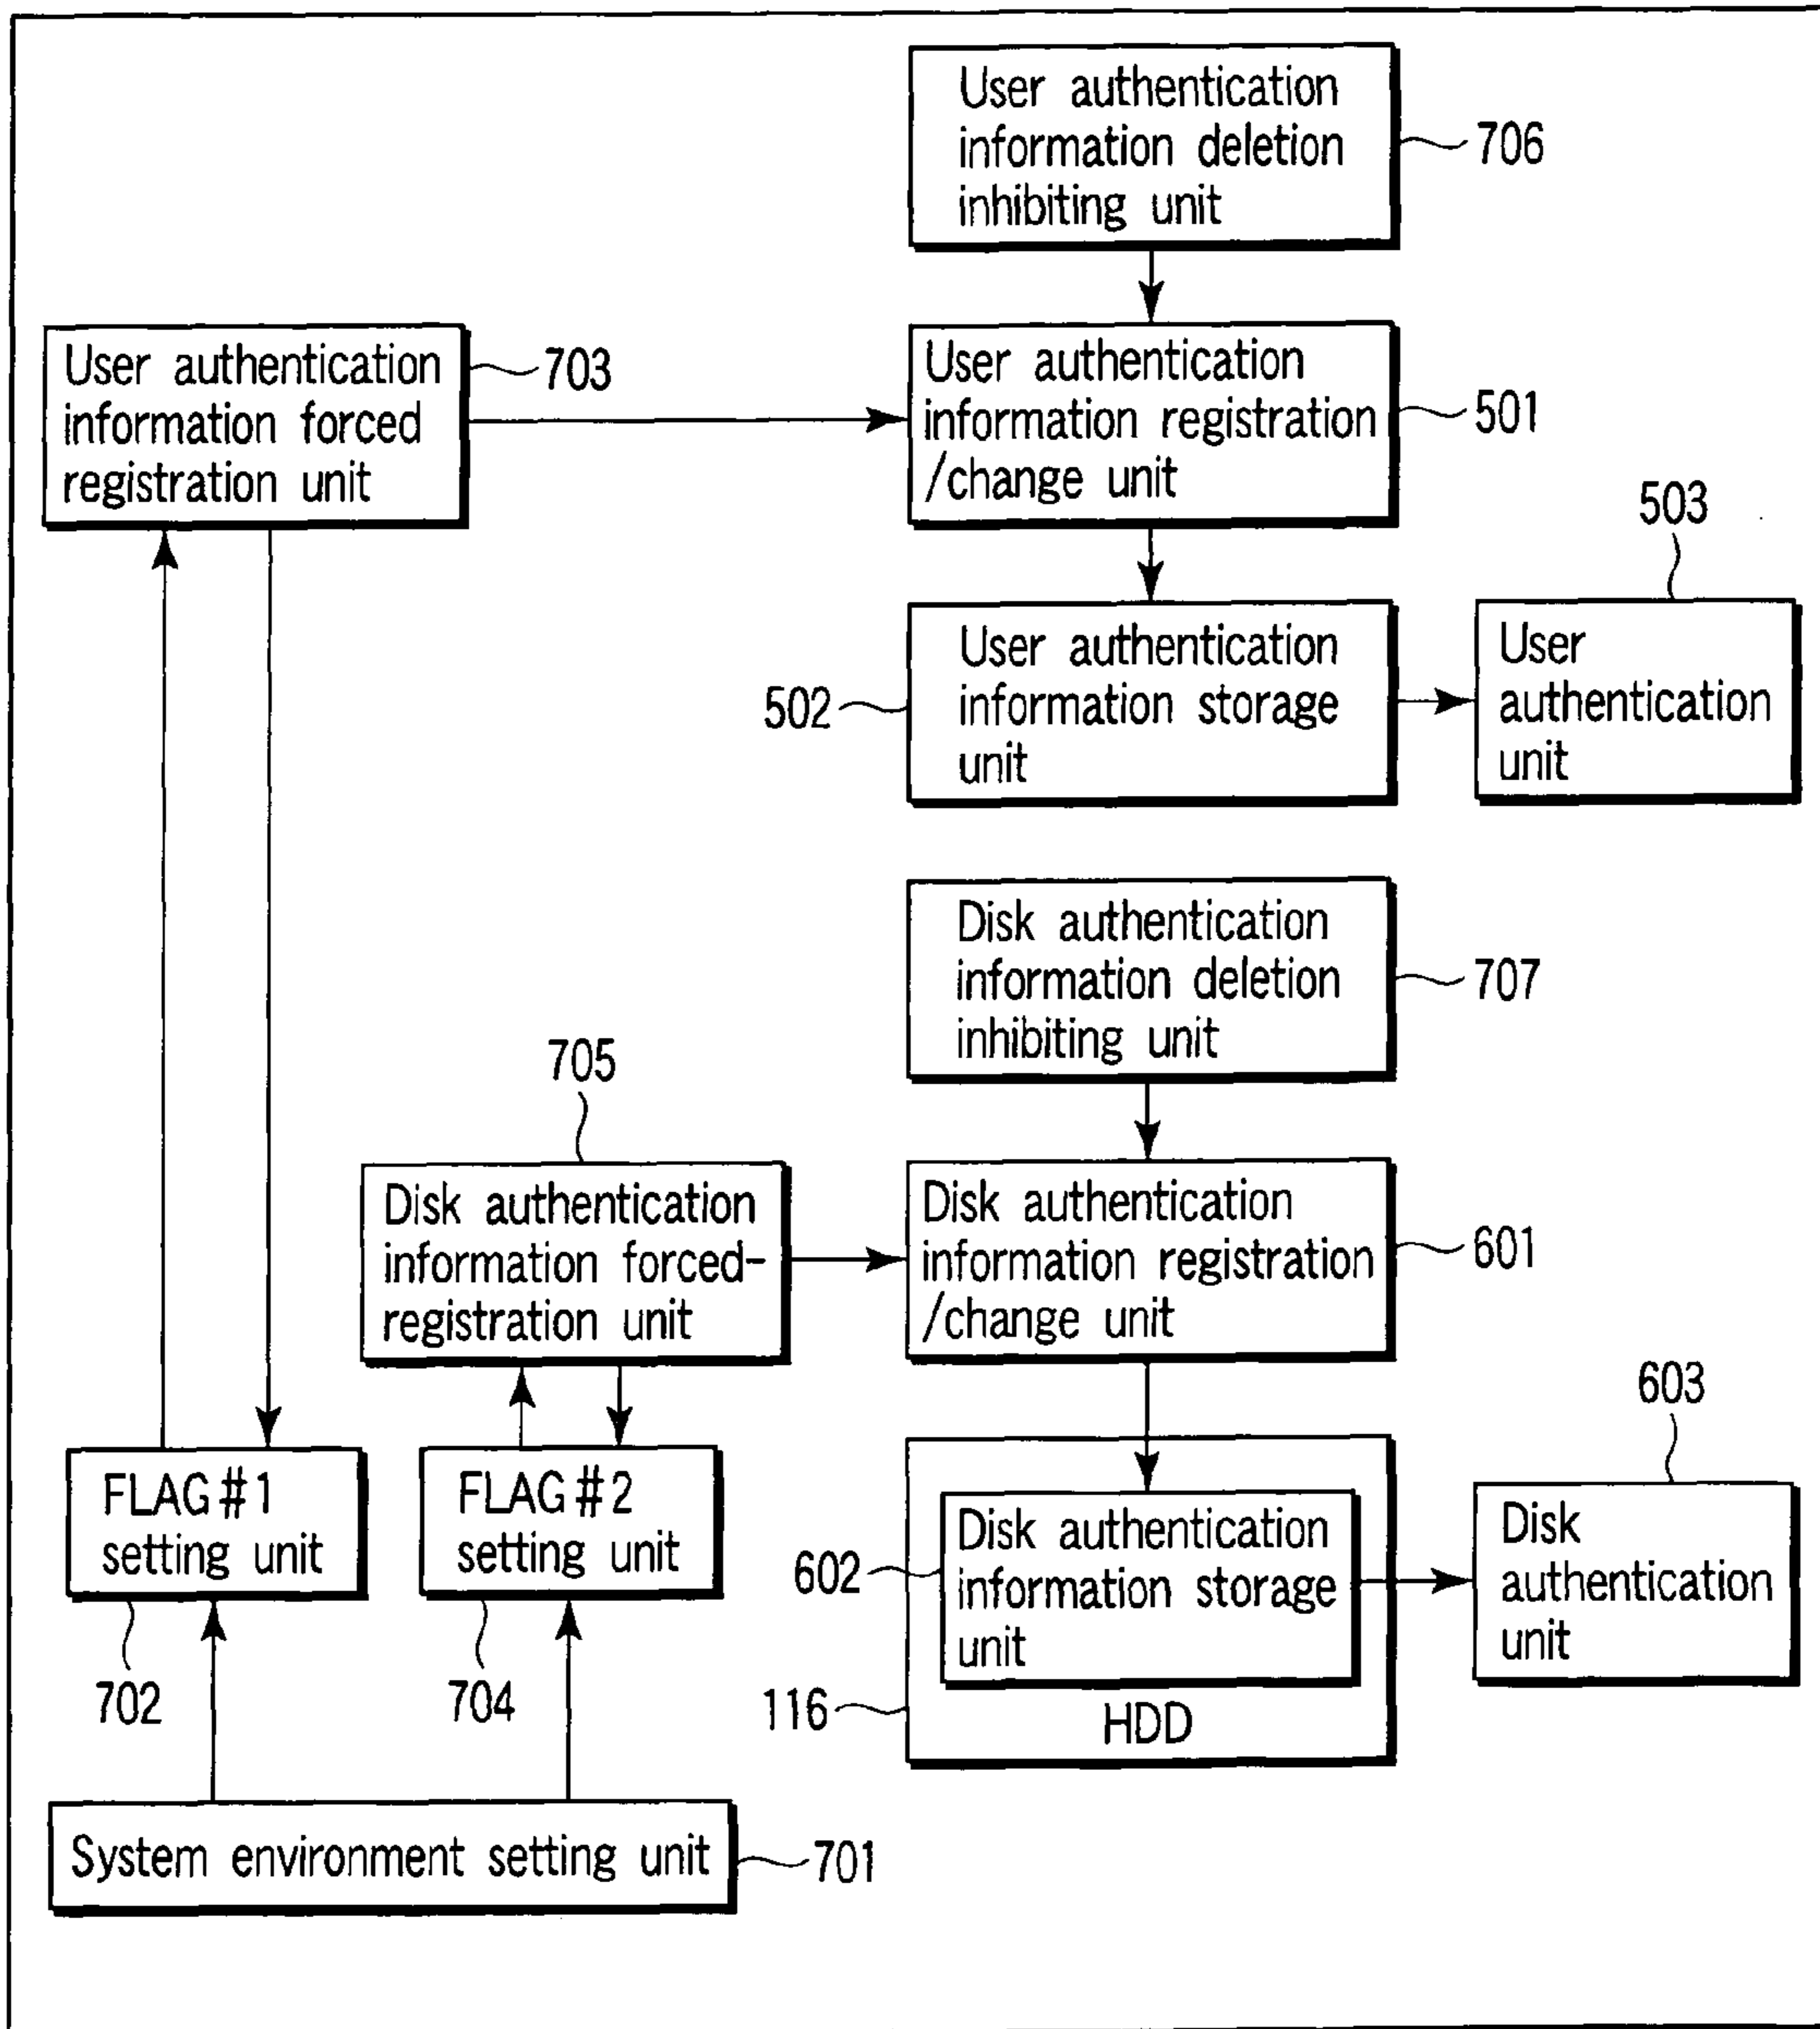 User authentication
information deletion
inhibiting unit
706
User authentication
information forced
registration unit
703
User authentication
information registration
/change unit
501
503
502
User authentication
information storage
unit
User
authentication
unit
Disk authentication
information deletion
inhibiting unit
707
705
Disk authentication
information forced-
registration unit
Disk authentication
information registration
/change unit
601
603
FLAG#1
setting unit
FLAG#2
setting unit
602
Disk authentication
information storage
unit
Disk
authentication
unit
702
704
116
HDD
System environment setting unit
701